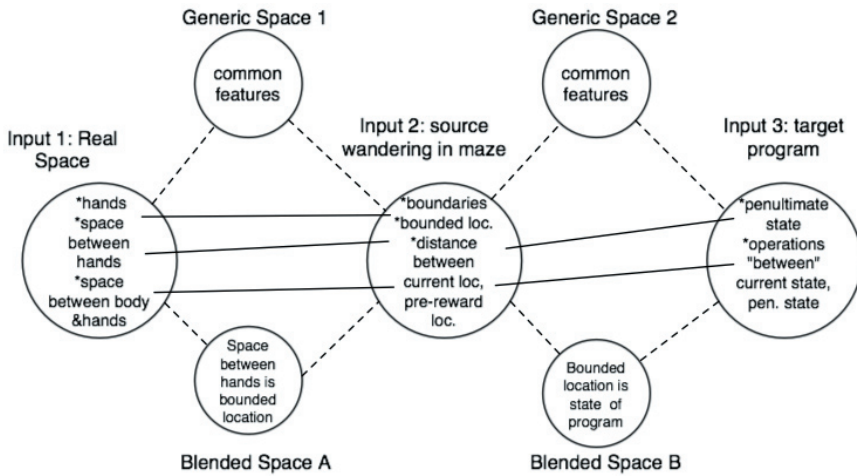 Generic Space 1
Generic Space 2
common
features
common
features
Input 1: Real
Space
Input 2: source
wandering in maze
Input 3: target
program
*hands
*space
between
hands
*space
between body
&hands
*boundaries
*bounded loc.
*distance
between
current loc,
pre-reward
loc.
*penultimate
state
*operations
"between"
current state,
pen. state
Space
between
hands is
bounded
location
Bounded
location is
state of
program
Blended Space A
Blended Space B